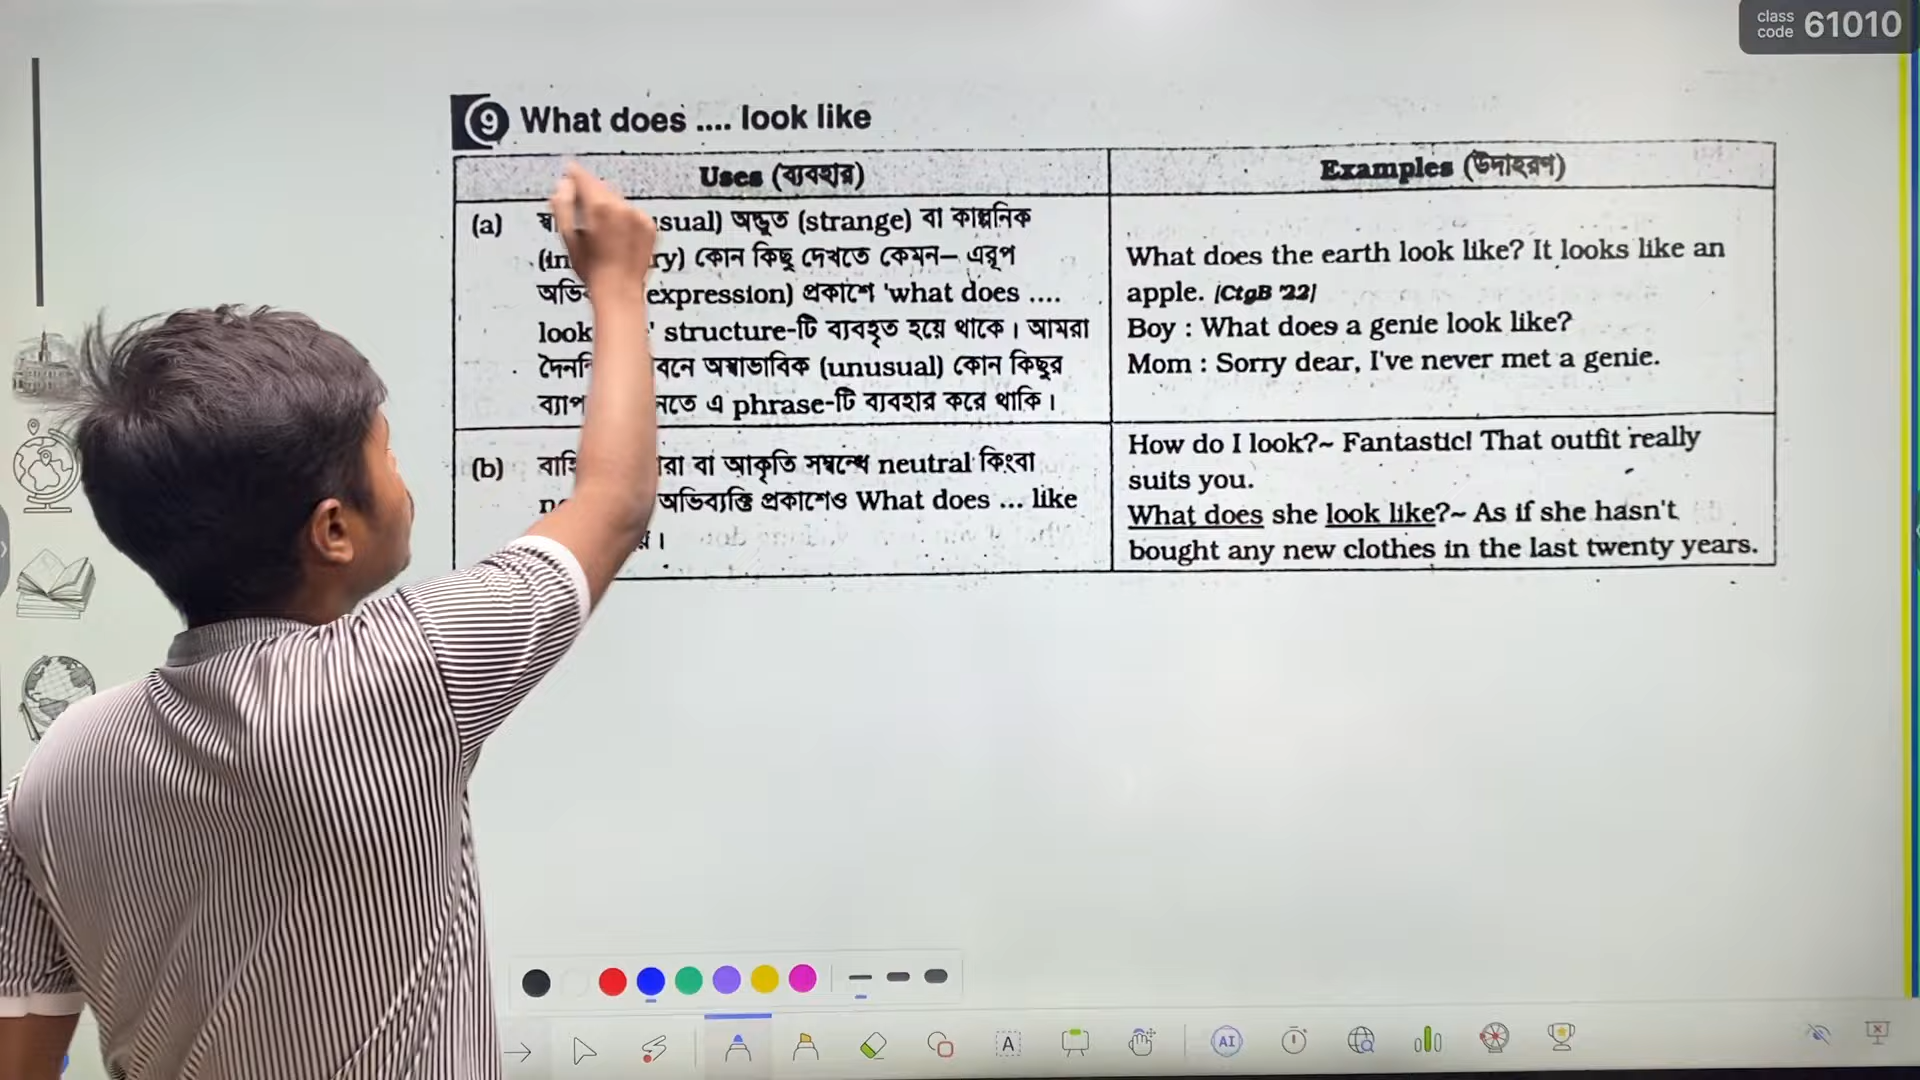 class code 61010
9 What does .... look like
Uses (ব্যবহার)
Examples (উদাহরণ)
(a) অদ্ভূত (strange) বা কাল্পনিক
কোন কিছু দেখতে কেমন– এরূপ
expression) প্রকাশে 'what does ....
look structure-টি ব্যবহৃত হয়ে থাকে। আমরা
অস্বাভাবিক (unusual) কোন কিছুর
এ phrase-টি ব্যবহার করে থাকি।
What does the earth look like? It looks like an
apple. [CtgB '22]
Boy : What does a genie look like?
Mom : Sorry dear, I've never met a genie.
(b) বা আকৃতি সম্বন্ধে neutral কিংবা
অভিব্যক্তি প্রকাশেও What does ... like
How do I look?~ Fantastic! That outfit really
suits you.
What does she look like?~ As if she hasn't
bought any new clothes in the last twenty years.
A
AI